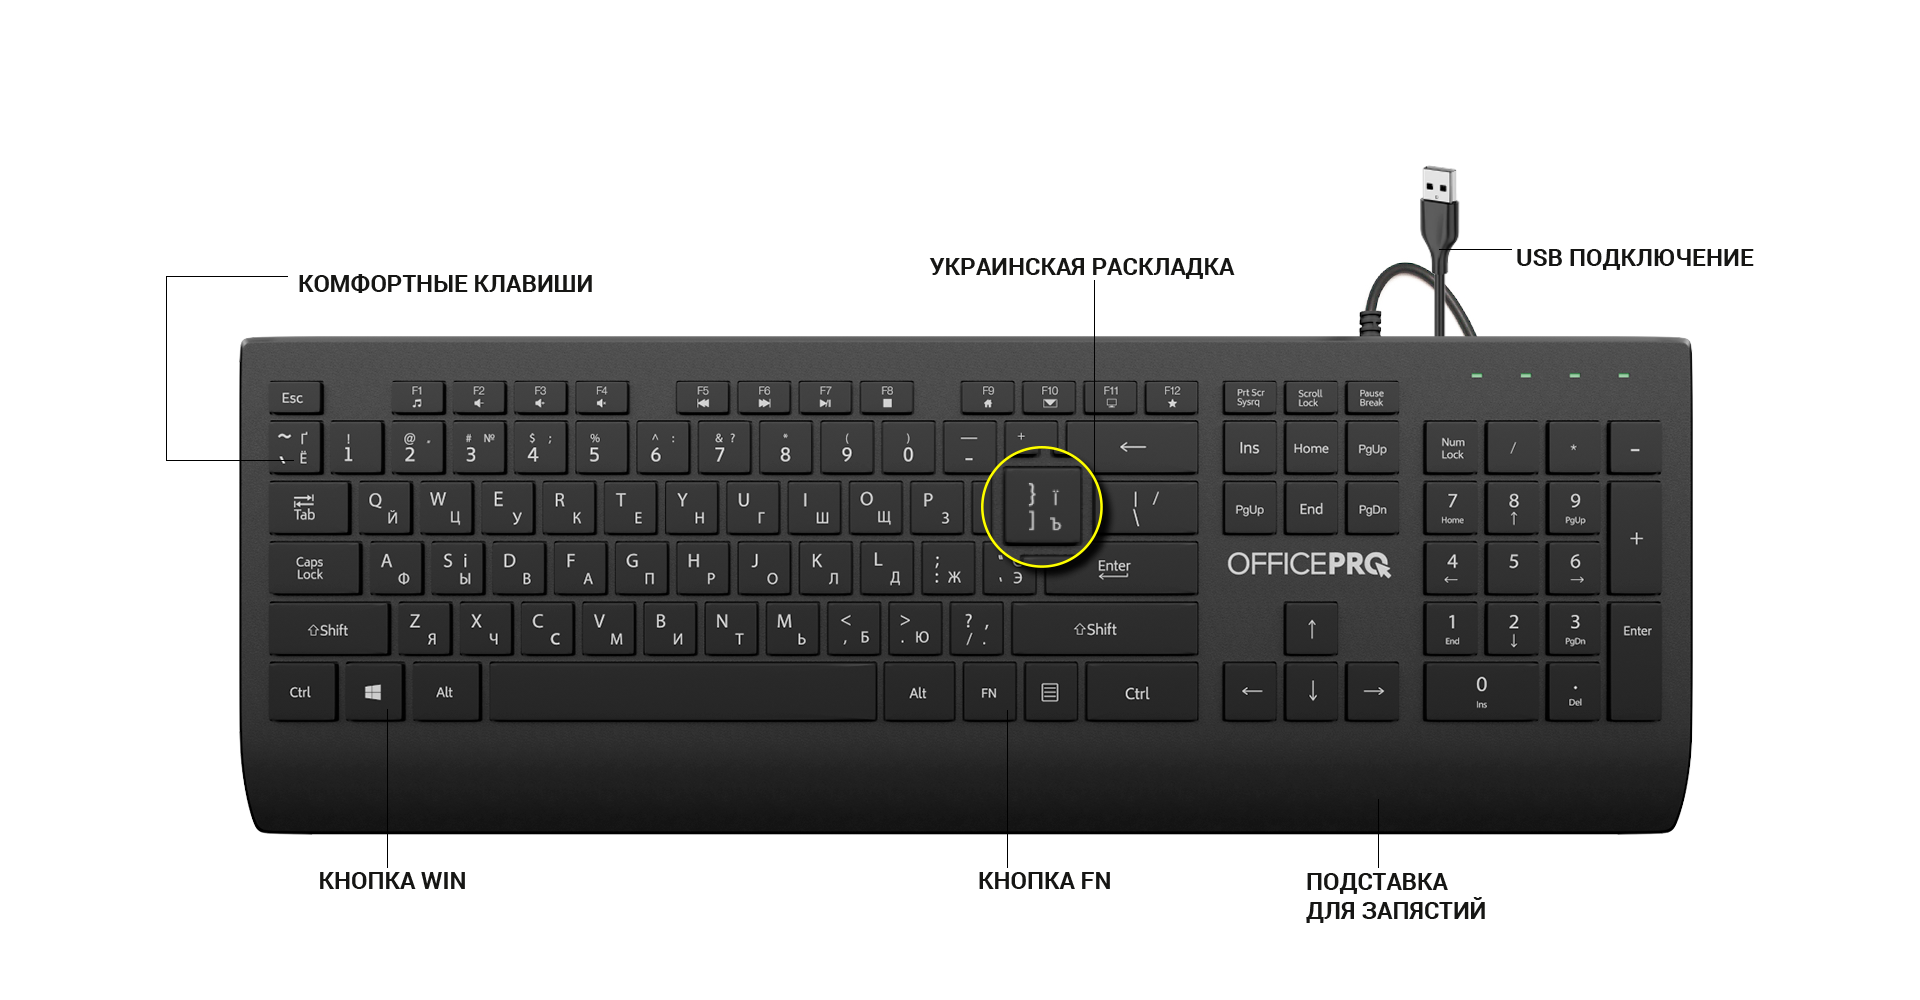 УКРАИНСКАЯ РАСКЛАДКА
USB ПОДКЛЮЧЕНИЕ
КОМФОРТНЫЕ КЛАВИШИ
Esc F1 F2 F3 F4 F5 F6 F7 F8 F9 F10 F11 F12 Prt Scr Sysrq Scroll Lock Pause Break
~ Ґ ! @ # № $ ; % ^ : & ? * ( ) — +
Ё 1 2 3 4 5 6 7 8 9 0 - ← Ins Home PgUp Num Lock / * -
Tab Q Й W Ц E У R К T Е Y Н U Г I Ш O Щ P З } Ї ] Ъ | / \ PgUp End PgDn 7 Home 8 ↑ 9 PgUp +
Caps Lock A Ф S і Ы D В F А G П H Р J О K Л L Д ; : Ж Э Enter OFFICEPRO 4 ← 5 6 →
⇧Shift Z Я X Ч C С V М B И N Т M Ь < , Б > . Ю ? , / . ⇧Shift ↑ 1 End 2 ↓ 3 PgDn Enter
Ctrl Alt Alt FN Ctrl ← ↓ → 0 Ins . Del
КНОПКА WIN
КНОПКА FN
ПОДСТАВКА
ДЛЯ ЗАПЯСТИЙ